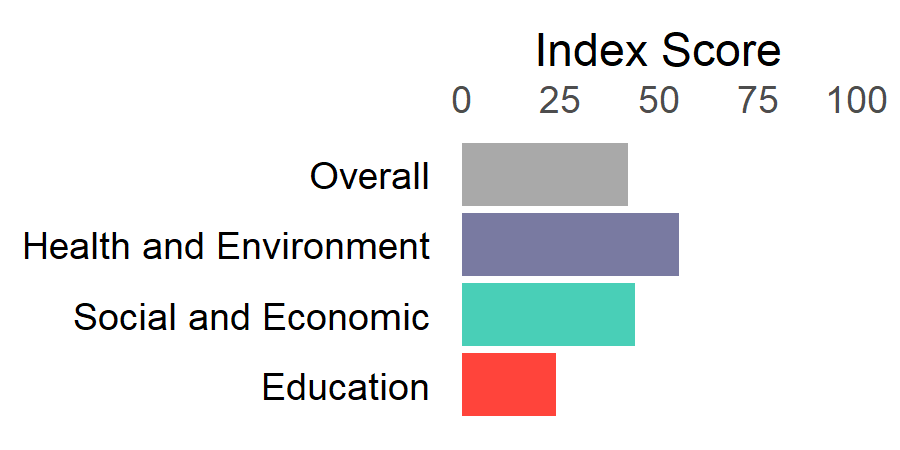 Index Score
0 25 50 75 100
Overall
Health and Environment
Social and Economic
Education